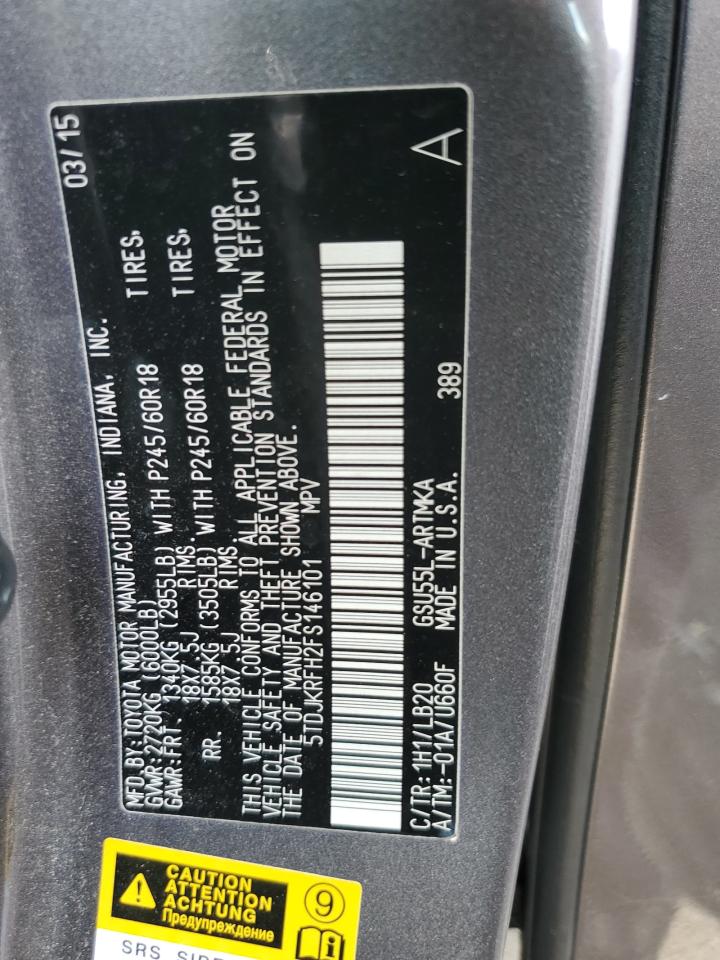 MFD.BY:TOYOTA MOTOR MANUFACTURING, INDIANA, INC. 03/15
GVWR:2720KG (6000LB)
GAWR:FRT. 1340KG (2955LB) WITH P245/60R18 TIRES,
18X7.5J RIMS.
RR. 1585KG (3505LB) WITH P245/60R18 TIRES,
18X7.5J RIMS.
THIS VEHICLE CONFORMS TO ALL APPLICABLE FEDERAL MOTOR
VEHICLE SAFETY AND THEFT PREVENTION STANDARDS IN EFFECT ON
THE DATE OF MANUFACTURE SHOWN ABOVE.
5TDJKRFH2FS146101 MPV
C/TR:1H1/LB20 GSU55L-ARTMKA 389 A
A/TM:-01A/U660F MADE IN U.S.A.
CAUTION
ATTENTION
ACHTUNG
Предупреждение
9
SRS